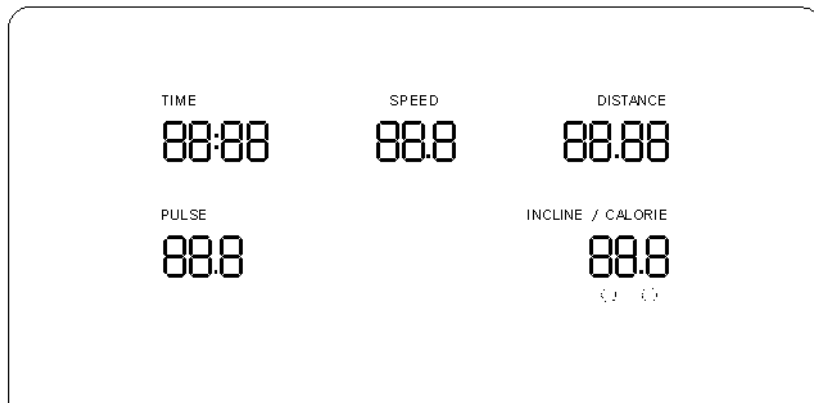 TIME SPEED DISTANCE
88:88 88.8 88.88
PULSE INCLINE / CALORIE
88.8 88.8